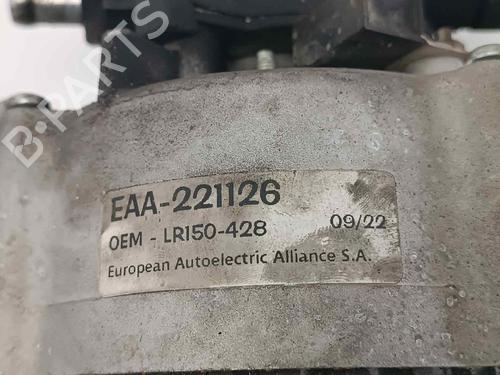 B-PARTS
EAA-221126
OEM - LR150-428 09/22
European Autoelectric Alliance S.A.